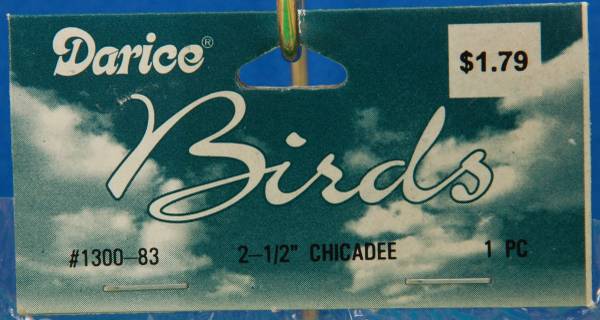 Darice®
$1.79
Birds
#1300-83 2-1/2" CHICADEE 1 PC